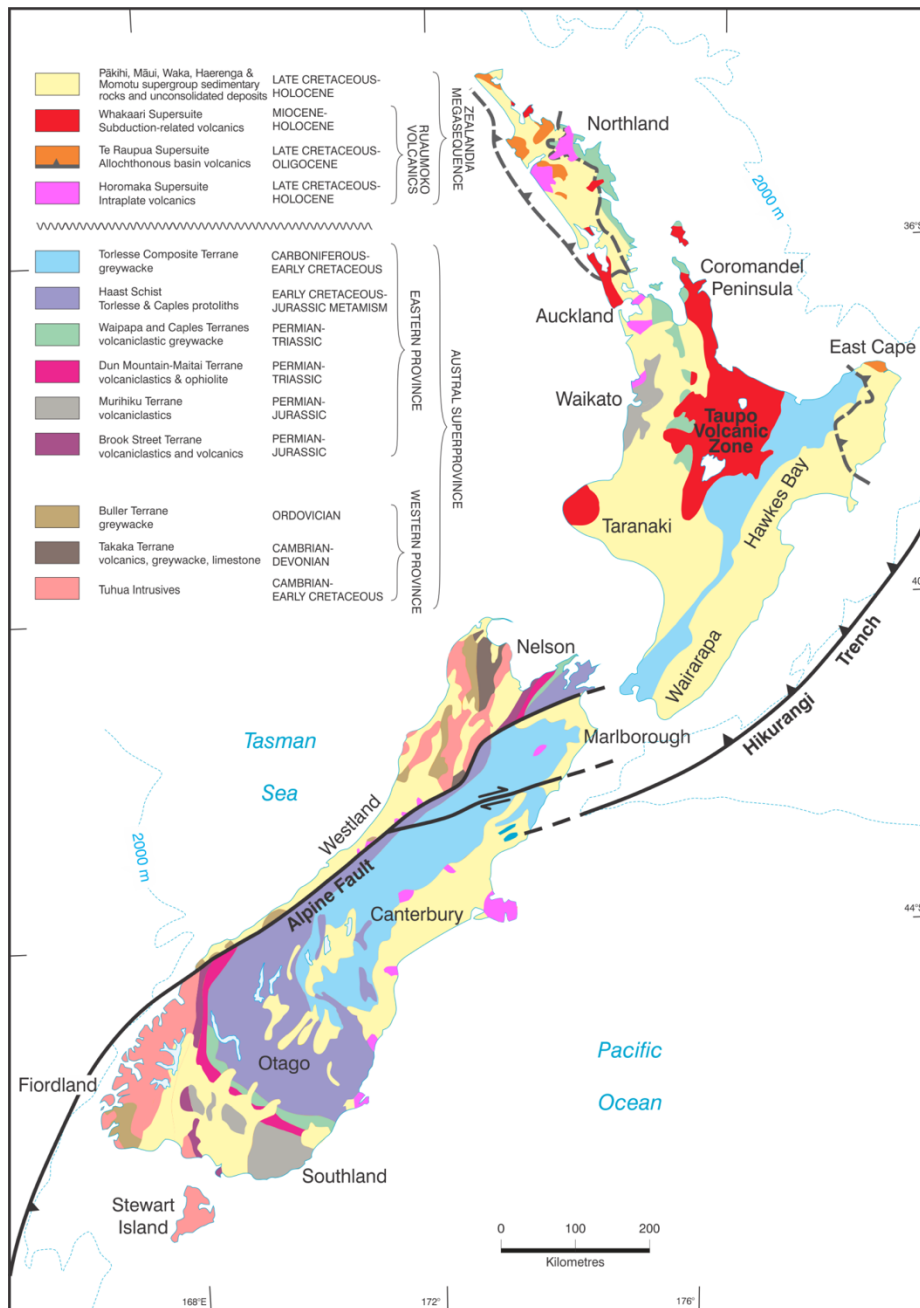 Pākihi, Māui, Waka, Haerenga &
Momotu supergroup sedimentary
rocks and unconsolidated deposits
LATE CRETACEOUS-
HOLOCENE
Whakaari Supersuite
Subduction-related volcanics
MIOCENE-
HOLOCENE
Te Raupua Supersuite
Allochthonous basin volcanics
LATE CRETACEOUS-
OLIGOCENE
Horomaka Supersuite
Intraplate volcanics
LATE CRETACEOUS-
HOLOCENE
RUAUMOKO
VOLCANICS
ZEALANDIA
MEGASEQUENCE
Torlesse Composite Terrane
greywacke
CARBONIFEROUS-
EARLY CRETACEOUS
Haast Schist
Torlesse & Caples protoliths
EARLY CRETACEOUS-
JURASSIC METAMISM
Waipapa and Caples Terranes
volcaniclastic greywacke
PERMIAN-
TRIASSIC
Dun Mountain-Maitai Terrane
volcaniclastics & ophiolite
PERMIAN-
TRIASSIC
Murihiku Terrane
volcaniclastics
PERMIAN-
JURASSIC
Brook Street Terrane
volcaniclastics and volcanics
PERMIAN-
JURASSIC
EASTERN PROVINCE
AUSTRAL SUPERPROVINCE
Buller Terrane
greywacke
ORDOVICIAN
Takaka Terrane
volcanics, greywacke, limestone
CAMBRIAN-
DEVONIAN
Tuhua Intrusives
CAMBRIAN-
EARLY CRETACEOUS
WESTERN PROVINCE
Northland
2000 m
36°S
Coromandel
Peninsula
Auckland
East Cape
Waikato
Taupo
Volcanic
Zone
Hawkes Bay
Taranaki
40
Wairarapa
Hikurangi
Trench
Nelson
Marlborough
Tasman
Sea
Westland
2000 m
Alpine Fault
Canterbury
44°S
Otago
Pacific
Ocean
Fiordland
Southland
Stewart
Island
0
100
200
Kilometres
168°E
172°
176°